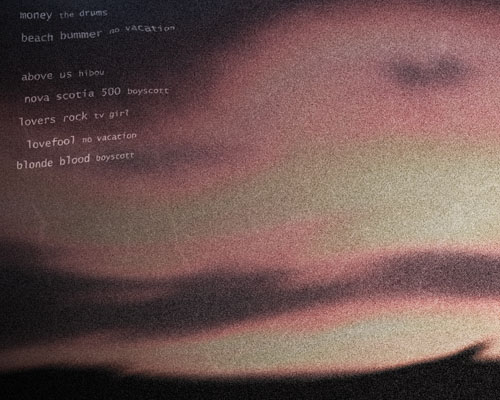 money the drums
beach bummer no vacation
above us hibou
nova scotia 500 boyscott
lovers rock tv girl
lovefool no vacation
blonde blood boyscott